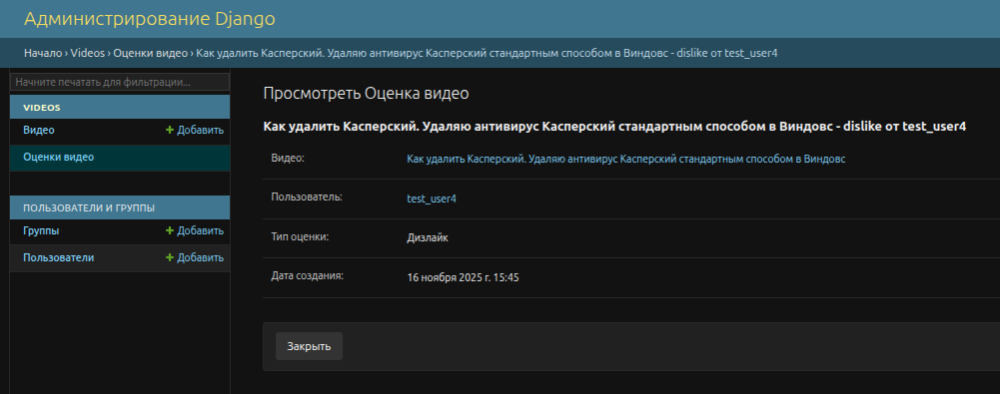 Администрирование Django
Начало › Videos › Оценки видео › Как удалить Касперский. Удаляю антивирус Касперский стандартным способом в Виндовс - dislike от test_user4
Начните печатать для фильтрации...
VIDEOS
Видео + Добавить
Оценки видео
ПОЛЬЗОВАТЕЛИ И ГРУППЫ
Группы + Добавить
Пользователи + Добавить
Просмотреть Оценка видео
Как удалить Касперский. Удаляю антивирус Касперский стандартным способом в Виндовс - dislike от test_user4
Видео: Как удалить Касперский. Удаляю антивирус Касперский стандартным способом в Виндовс
Пользователь: test_user4
Тип оценки: Дизлайк
Дата создания: 16 ноября 2025 г. 15:45
Закрыть